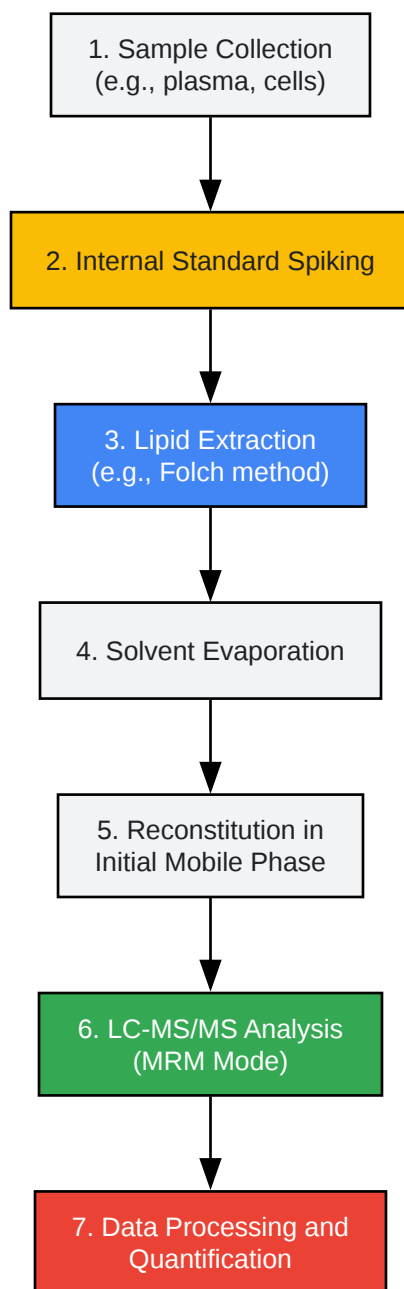 1. Sample Collection
(e.g., plasma, cells)
2. Internal Standard Spiking
3. Lipid Extraction
(e.g., Folch method)
4. Solvent Evaporation
5. Reconstitution in
Initial Mobile Phase
6. LC-MS/MS Analysis
(MRM Mode)
7. Data Processing and
Quantification